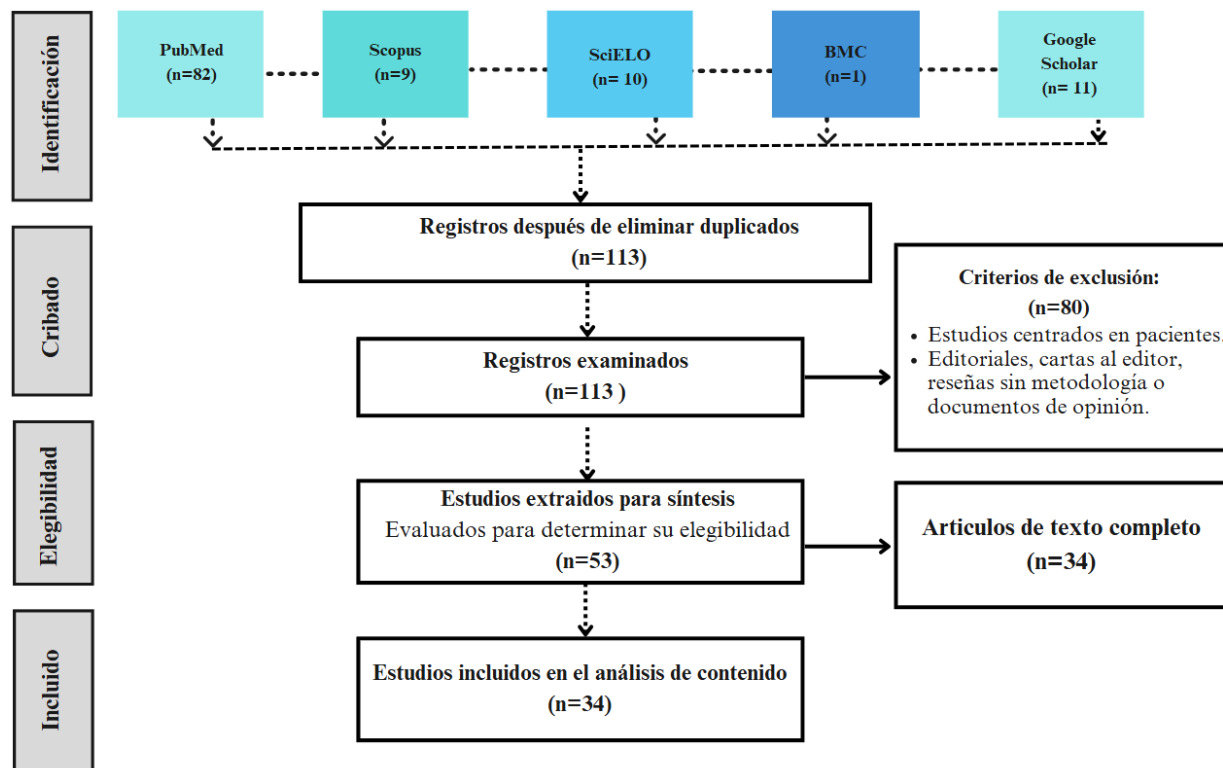 Identificación
PubMed
(n=82)
Scopus
(n=9)
SciELO
(n= 10)
BMC
(n=1)
Google
Scholar
(n= 11)
Registros después de eliminar duplicados
(n=113)
Cribado
Registros examinados
(n=113 )
Criterios de exclusión:
(n=80)
• Estudios centrados en pacientes.
• Editoriales, cartas al editor,
reseñas sin metodología o
documentos de opinión.
Elegibilidad
Estudios extraidos para síntesis
Evaluados para determinar su elegibilidad
(n=53)
Articulos de texto completo
(n=34)
Incluido
Estudios incluidos en el análisis de contenido
(n=34)